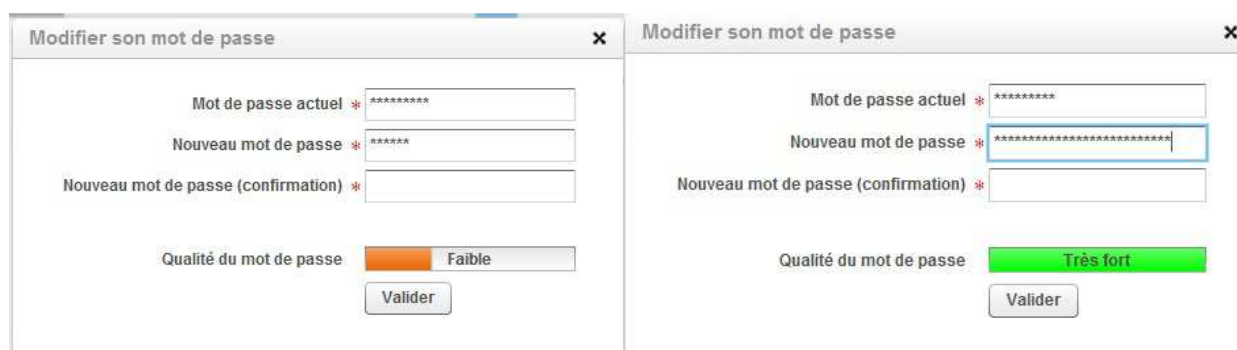 Modifier son mot de passe
Mot de passe actuel * *********
Nouveau mot de passe * ******
Nouveau mot de passe (confirmation) *
Qualité du mot de passe Faible
Valider
Modifier son mot de passe
Mot de passe actuel * *********
Nouveau mot de passe * **************************
Nouveau mot de passe (confirmation) *
Qualité du mot de passe Très fort
Valider